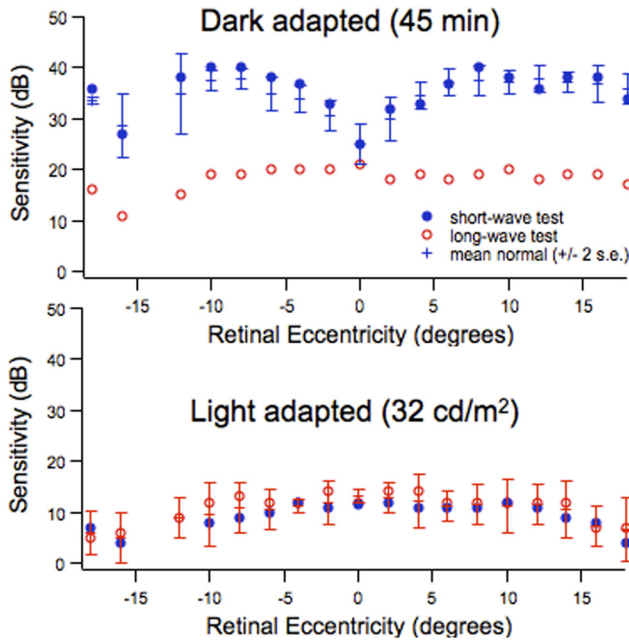 Dark adapted (45 min)
50
40
30
20
10
0
Sensitivity (dB)
short-wave test
long-wave test
mean normal (+/- 2 s.e.)
-15 -10 -5 0 5 10 15
Retinal Eccentricity (degrees)
50
40
30
20
10
0
Sensitivity (dB)
Light adapted (32 cd/m²)
-15 -10 -5 0 5 10 15
Retinal Eccentricity (degrees)